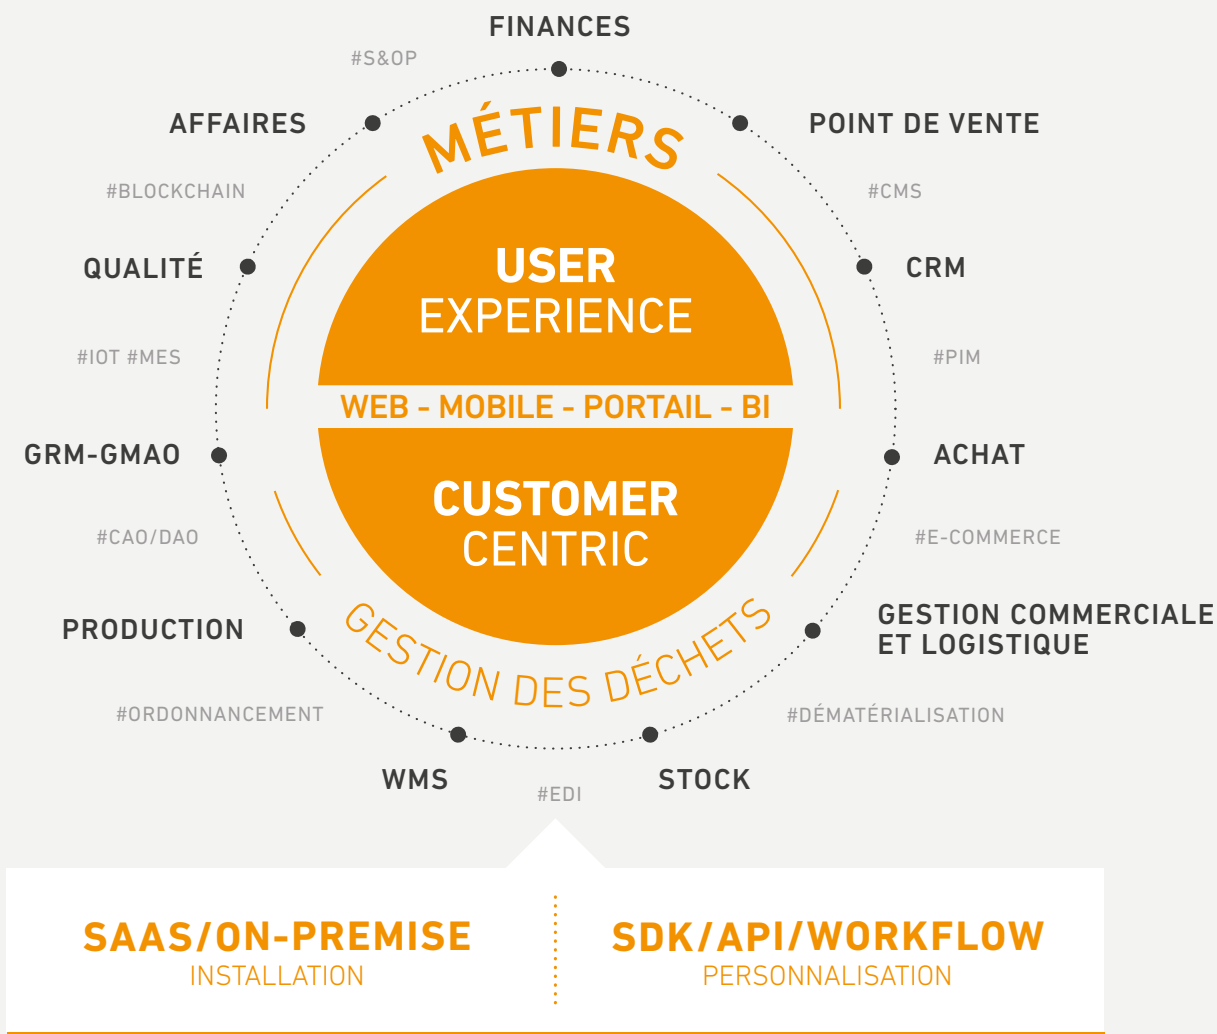 FINANCES
#S&OP
AFFAIRES
POINT DE VENTE
MÉTIERS
#BLOCKCHAIN
#CMS
QUALITÉ
CRM
USER
EXPERIENCE
#IOT #MES
#PIM
WEB - MOBILE - PORTAIL - BI
GRM-GMAO
ACHAT
CUSTOMER
CENTRIC
#CAO/DAO
#E-COMMERCE
PRODUCTION
GESTION COMMERCIALE
ET LOGISTIQUE
GESTION DES DÉCHETS
#ORDONNANCEMENT
#DÉMATÉRIALISATION
WMS
STOCK
#EDI
SAAS/ON-PREMISE
INSTALLATION
SDK/API/WORKFLOW
PERSONNALISATION